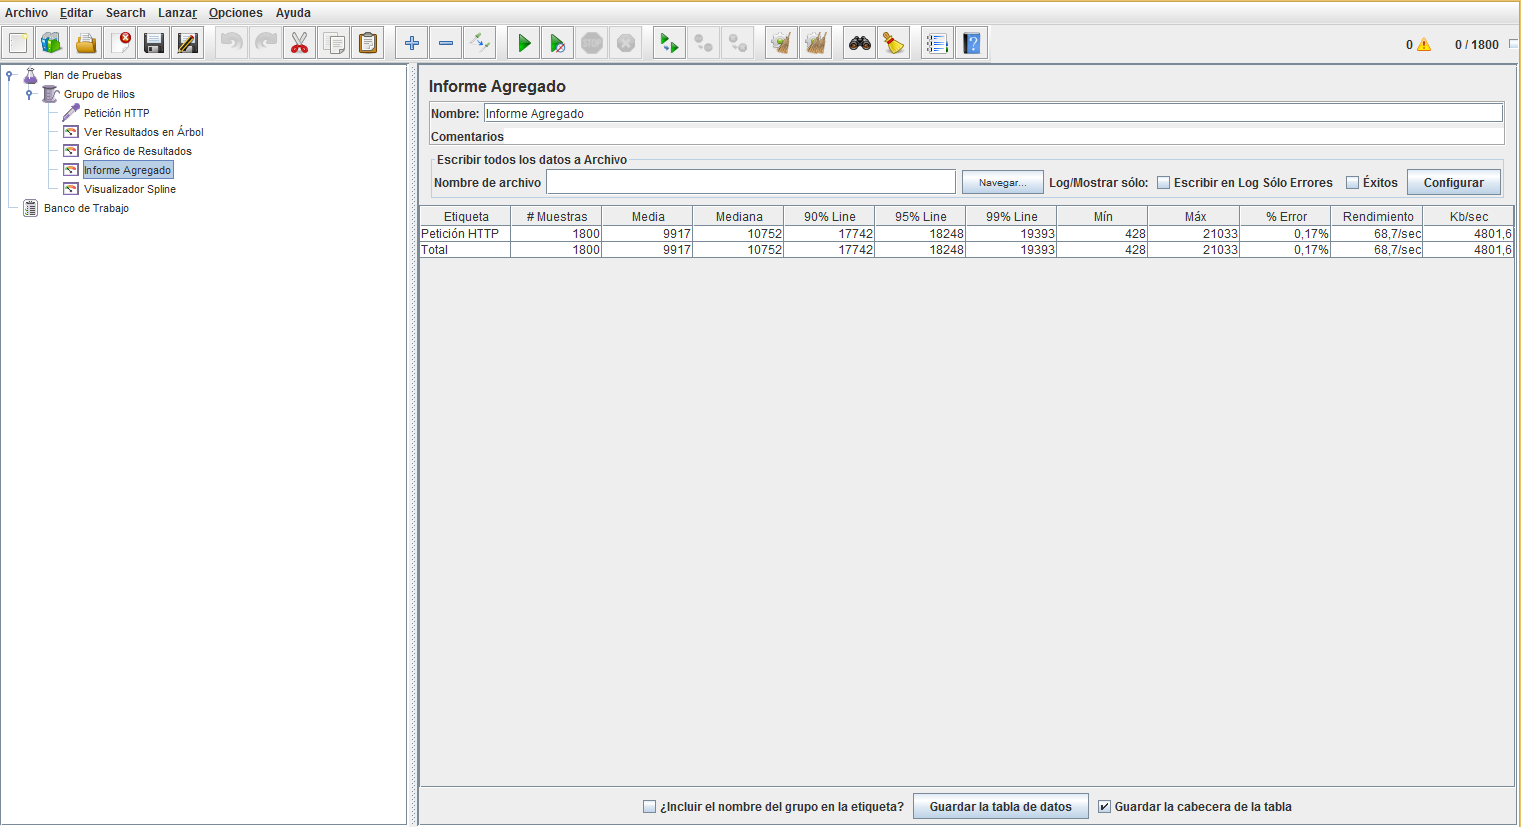 Archivo Editar Search Lanzar Opciones Ayuda
0 0 / 1800
Plan de Pruebas
Grupo de Hilos
Petición HTTP
Ver Resultados en Árbol
Gráfico de Resultados
Informe Agregado
Visualizador Spline
Banco de Trabajo
Informe Agregado
Nombre: Informe Agregado
Comentarios
Escribir todos los datos a Archivo
Nombre de archivo Navegar... Log/Mostrar sólo: Escribir en Log Sólo Errores Éxitos Configurar
Etiqueta # Muestras Media Mediana 90% Line 95% Line 99% Line Mín Máx % Error Rendimiento Kb/sec
Petición HTTP 1800 9917 10752 17742 18248 19393 428 21033 0,17% 68,7/sec 4801,6
Total 1800 9917 10752 17742 18248 19393 428 21033 0,17% 68,7/sec 4801,6
¿Incluir el nombre del grupo en la etiqueta? Guardar la tabla de datos Guardar la cabecera de la tabla